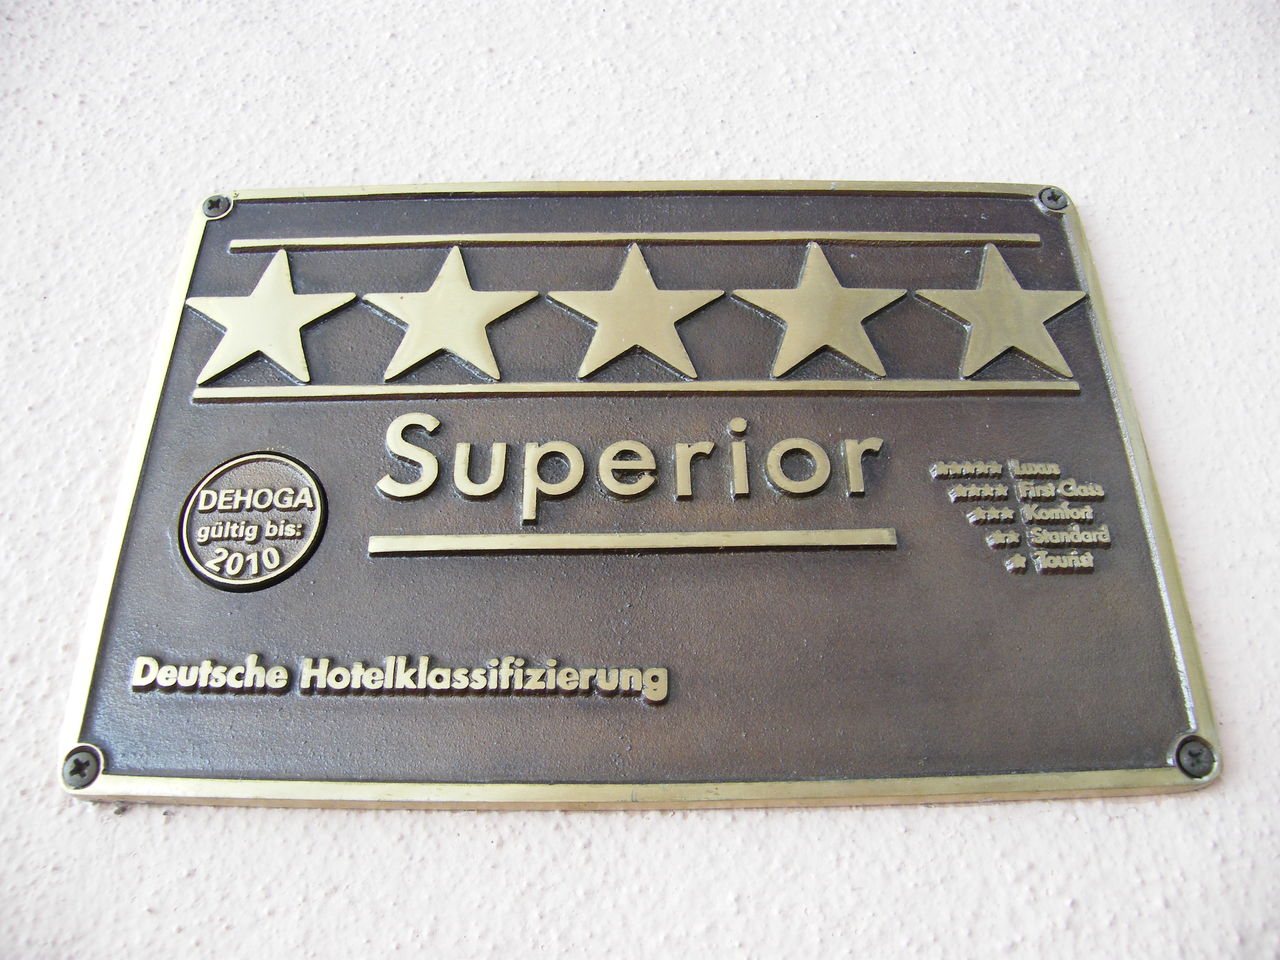 Superior
DEHOGA
gültig bis:
2010
Luxus
First-Class
Komfort
Standard
Tourist
Deutsche Hotelklassifizierung